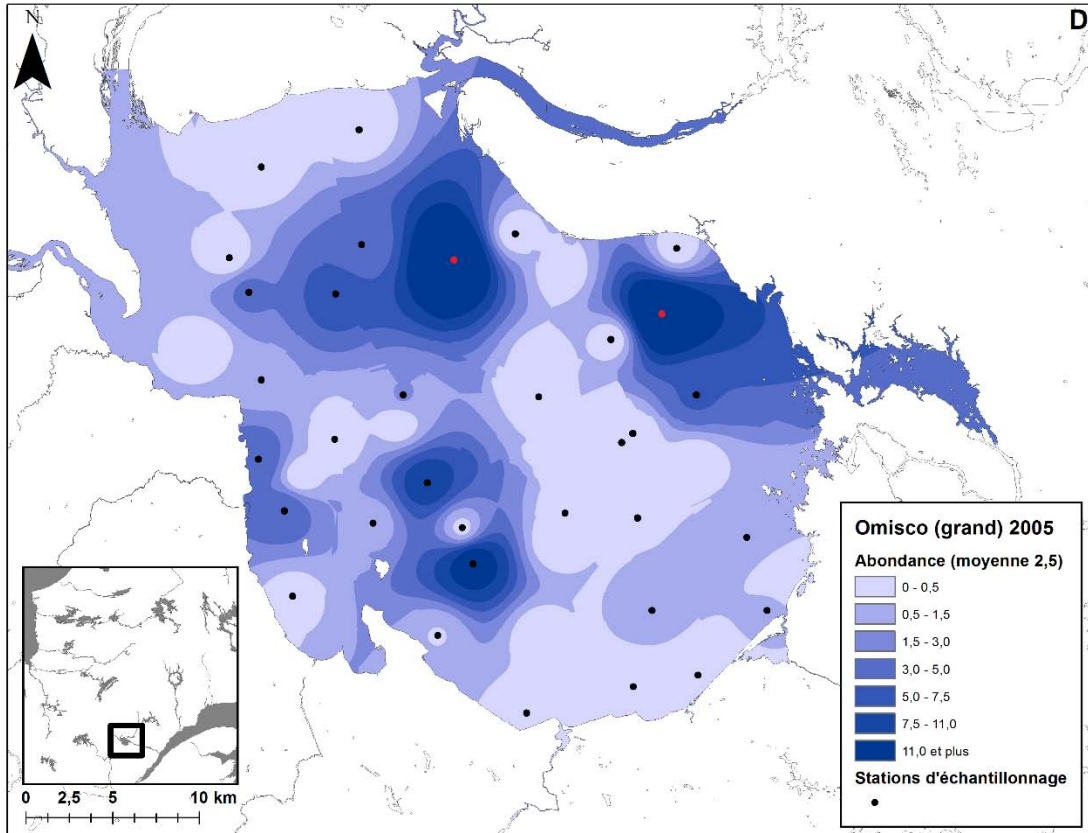 N
D
Omisco (grand) 2005
Abondance (moyenne 2,5)
0 - 0,5
0,5 - 1,5
1,5 - 3,0
3,0 - 5,0
5,0 - 7,5
7,5 - 11,0
11,0 et plus
Stations d'échantillonnage
0 2,5 5 10 km